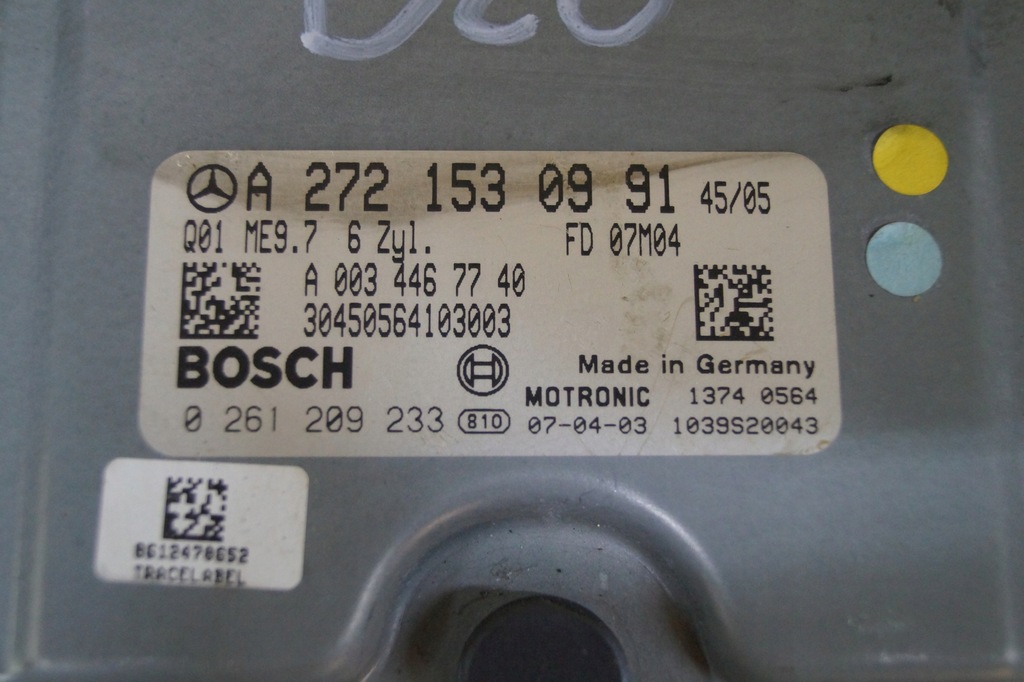 A 272 153 09 91 45/05
Q01 ME9.7 6 Zyl. FD 07M04
A 003 446 77 40
30450564103003
BOSCH
Made in Germany
MOTRONIC 1374 0564
0 261 209 233 810 07-04-03 1039S20043
8612478652
TRACELABEL